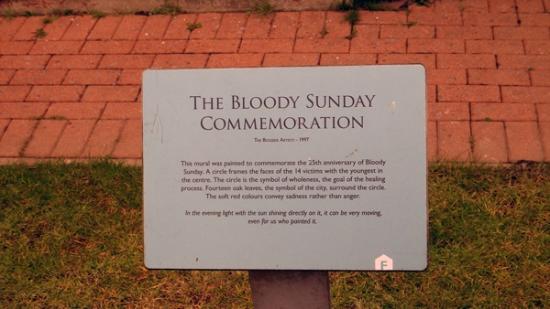 THE BLOODY SUNDAY
COMMEMORATION
THE BOGSIDE ARTISTS - 1997
This mural was painted to commemorate the 25th anniversary of Bloody
Sunday. A circle frames the faces of the 14 victims with the youngest in
the centre. The circle is the symbol of wholeness, the goal of the healing
process. Fourteen oak leaves, the symbol of the city, surround the circle.
The soft red colours convey sadness rather than anger.
In the evening light with the sun shining directly on it, it can be very moving,
even for us who painted it.
F